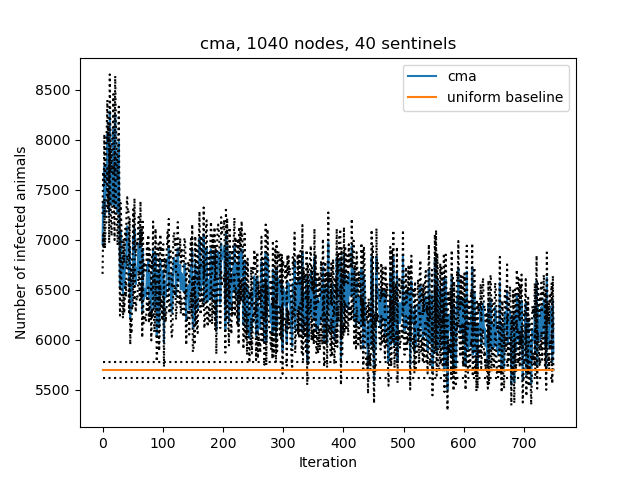 cma, 1040 nodes, 40 sentinels
cma
uniform baseline
Number of infected animals
8500
8000
7500
7000
6500
6000
5500
0 100 200 300 400 500 600 700
Iteration